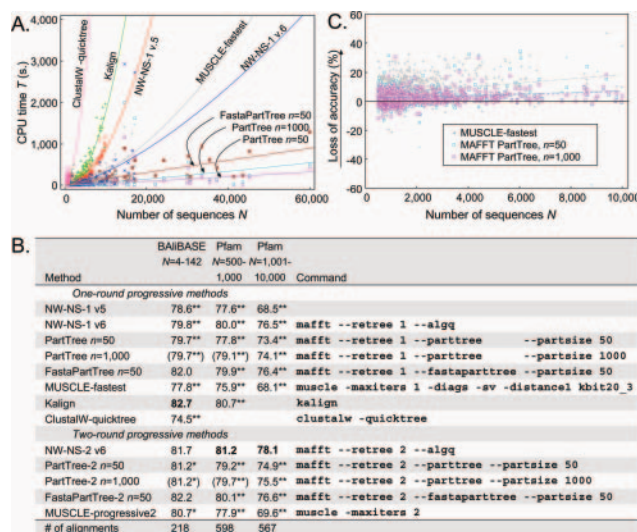 A.
4,000
3,000
2,000
1,000
0
CPU time T (s.)
ClustalW -quicktree
Kalign
NW-NS-1 v.5
MUSCLE-fastest
NW-NS-1 v.6
FastaPartTree n=50
PartTree n=1000
PartTree n=50
0
20,000
40,000
60,000
Number of sequences N
C.
60
40
20
0
-20
-40
-60
Loss of accuracy (%)
MUSCLE-fastest
MAFFT PartTree, n=50
MAFFT PartTree, n=1,000
0 2,000 4,000 6,000 8,000 10,000
Number of sequences N
B.
BAliBASE Pfam Pfam
N=4-142 N=500- N=1,001-
Method 1,000 10,000 Command
One-round progressive methods
NW-NS-1 v5 78.6** 77.6** 68.5**
NW-NS-1 v6 79.8** 80.0** 76.5** mafft --retree 1 --algq
PartTree n=50 79.7** 77.8** 73.4** mafft --retree 1 --parttree --partsize 50
PartTree n=1,000 (79.7**) (79.1**) 74.1** mafft --retree 1 --parttree --partsize 1000
FastaPartTree n=50 82.0 79.9** 76.4** mafft --retree 1 --fastaparttree --partsize 50
MUSCLE-fastest 77.8** 75.9** 68.1** muscle -maxiters 1 -diags -sv -distance1 kbit20_3
Kalign 82.7 80.7** kalign
ClustalW-quicktree 74.5** clustalw -quicktree
Two-round progressive methods
NW-NS-2 v6 81.7 81.2 78.1 mafft --retree 2 --algq
PartTree-2 n=50 81.2* 79.2** 74.9** mafft --retree 2 --parttree --partsize 50
PartTree-2 n=1,000 (81.2*) (79.7**) 75.5** mafft --retree 2 --parttree --partsize 1000
FastaPartTree-2 n=50 82.2 80.1** 76.6** mafft --retree 2 --fastaparttree --partsize 50
MUSCLE-progressive2 80.7* 77.9** 69.6** muscle -maxiters 2
# of alignments 218 598 567